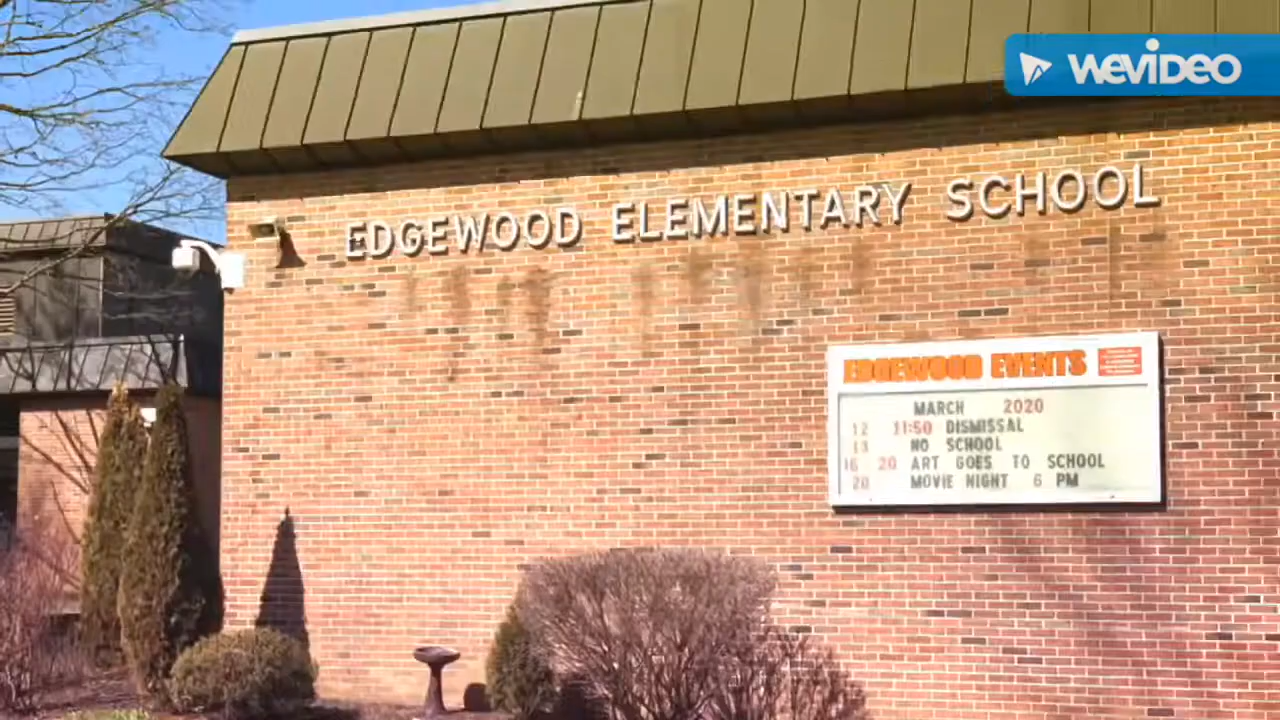 WEVIDEO
EDGEWOOD ELEMENTARY SCHOOL
EDGEWOOD EVENTS
MARCH 2020
12 11:50 DISMISSAL
13 NO SCHOOL
16 20 ART GOES TO SCHOOL
20 MOVIE NIGHT 6 PM